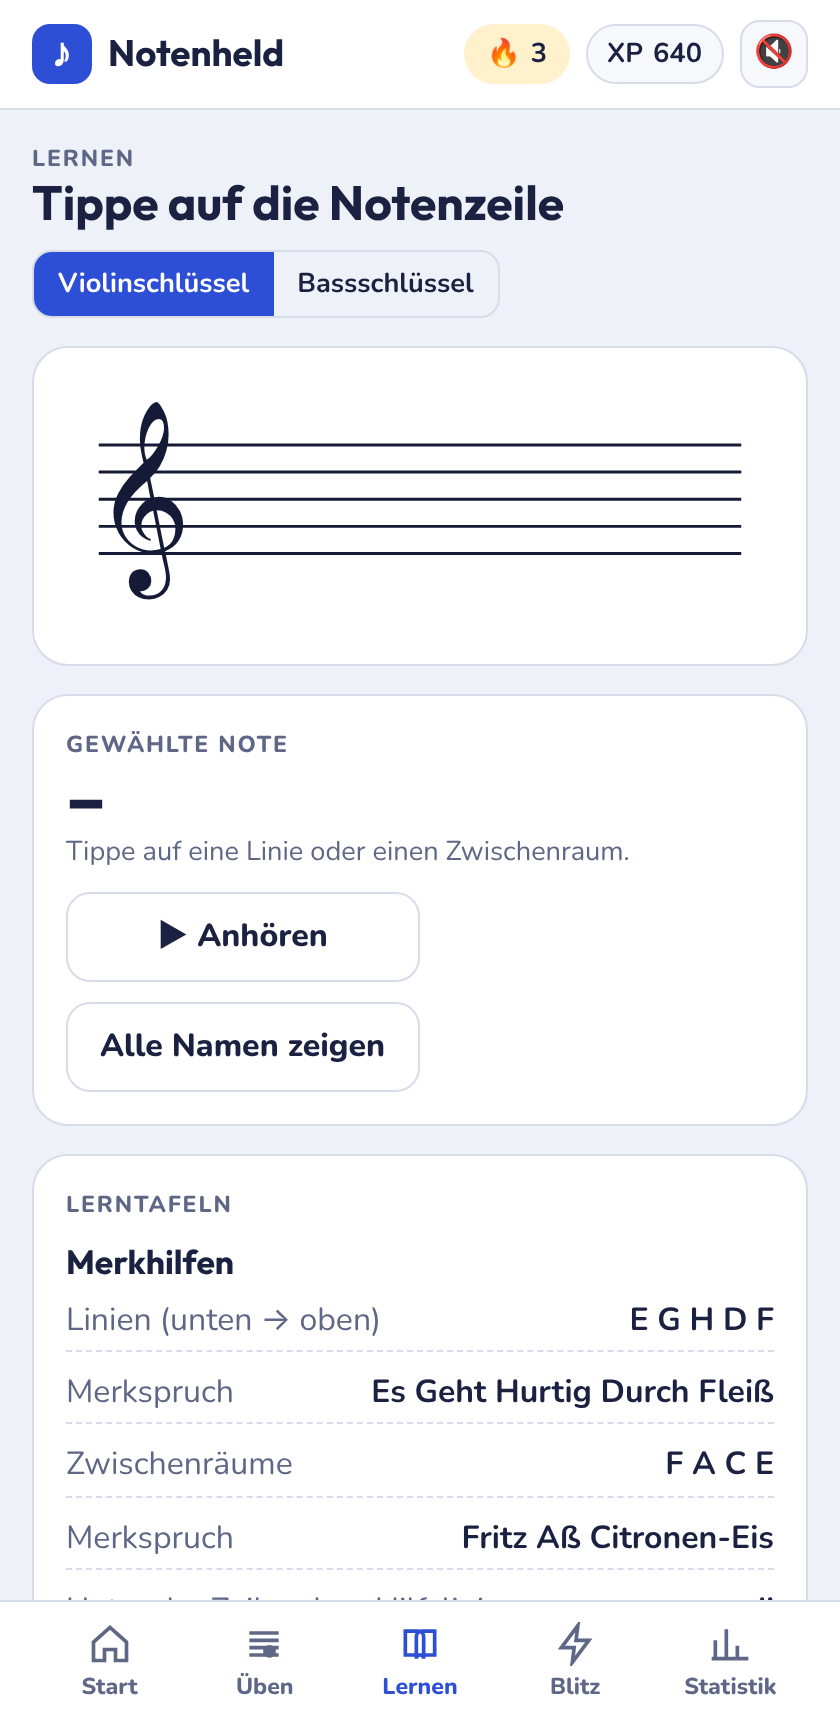 Notenheld
3
XP 640
LERNEN
Tippe auf die Notenzeile
Violinschlüssel
Bassschlüssel
GEWÄHLTE NOTE
–
Tippe auf eine Linie oder einen Zwischenraum.
▶ Anhören
Alle Namen zeigen
LERNTAFELN
Merkhilfen
Linien (unten → oben) E G H D F
Merkspruch Es Geht Hurtig Durch Fleiß
Zwischenräume F A C E
Merkspruch Fritz Aß Citronen-Eis
Start
Üben
Lernen
Blitz
Statistik